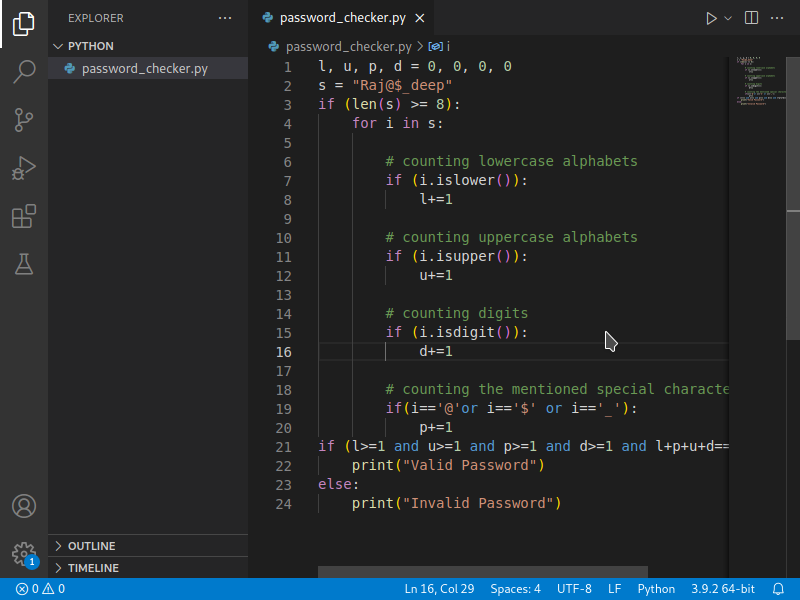 EXPLORER
PYTHON
password_checker.py
OUTLINE
TIMELINE
password_checker.py
password_checker.py > i
1 l, u, p, d = 0, 0, 0, 0
2 s = "Raj@$_deep"
3 if (len(s) >= 8):
4 for i in s:
5
6 # counting lowercase alphabets
7 if (i.islower()):
8 l+=1
9
10 # counting uppercase alphabets
11 if (i.isupper()):
12 u+=1
13
14 # counting digits
15 if (i.isdigit()):
16 d+=1
17
18 # counting the mentioned special characte
19 if(i=='@'or i=='$' or i=='_'):
20 p+=1
21 if (l>=1 and u>=1 and p>=1 and d>=1 and l+p+u+d==
22 print("Valid Password")
23 else:
24 print("Invalid Password")
1
0 0 Ln 16, Col 29 Spaces: 4 UTF-8 LF Python 3.9.2 64-bit